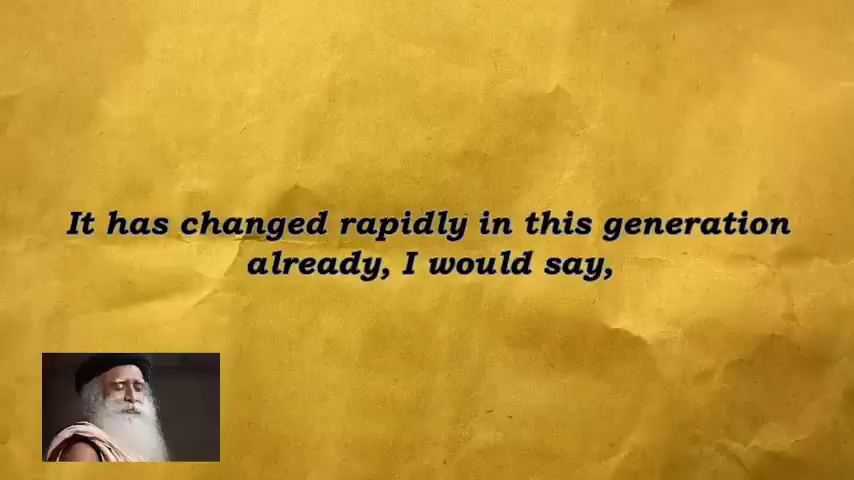 It has changed rapidly in this generation
already, I would say,